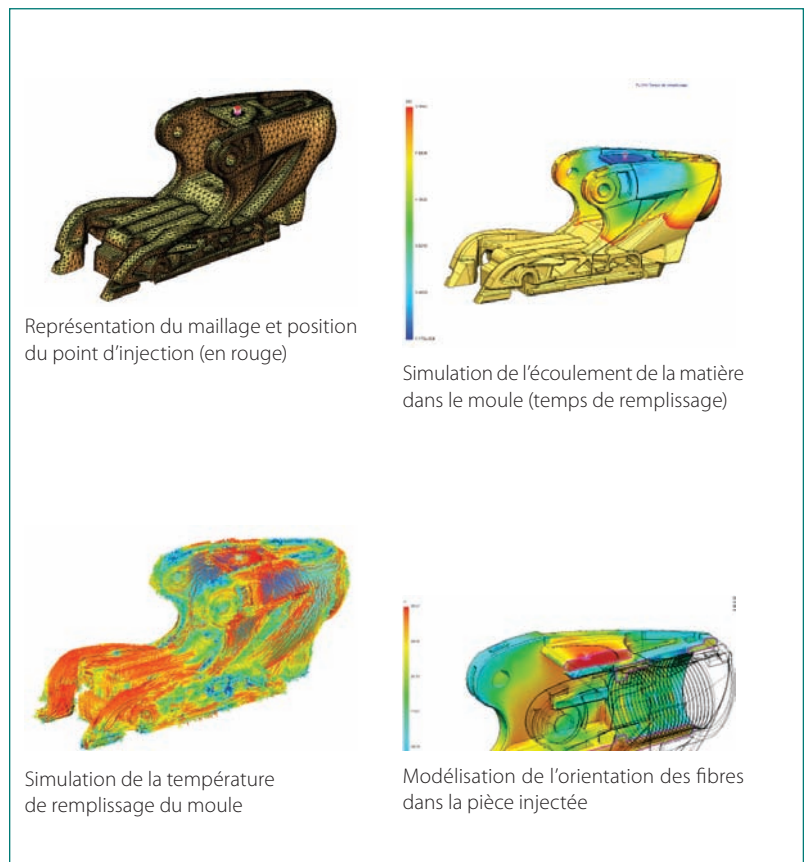 Représentation du maillage et position
du point d'injection (en rouge)
Simulation de l'écoulement de la matière
dans le moule (temps de remplissage)
Simulation de la température
de remplissage du moule
Modélisation de l'orientation des fibres
dans la pièce injectée